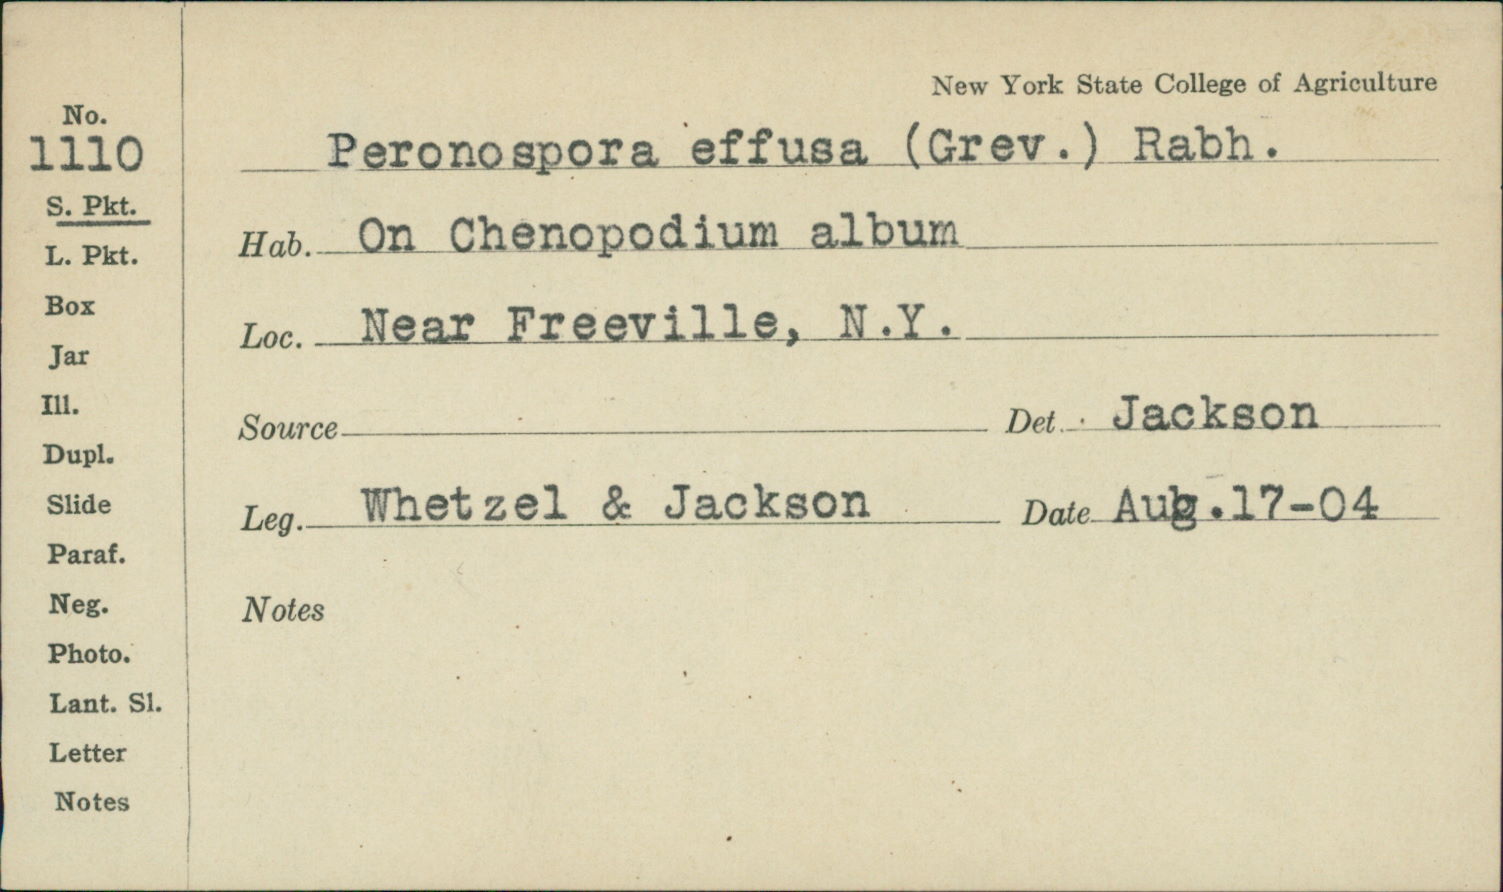 New York State College of Agriculture
No.
1110
S. Pkt.
L. Pkt.
Box
Jar
Ill.
Dupl.
Slide
Paraf.
Neg.
Photo.
Lant. Sl.
Letter
Notes
Peronospora effusa (Grev.) Rabh.
Hab. On Chenopodium album
Loc. Near Freeville, N.Y.
Source Det. Jackson
Leg. Whetzel & Jackson Date Aug.17-04
Notes